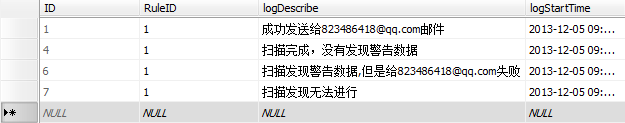 ID RuleID logDescribe logStartTime
1 1 成功发送给823486418@qq.com邮件 2013-12-05 09:...
4 1 扫描完成，没有发现警告数据 2013-12-05 09:...
6 1 扫描发现警告数据,但是给823486418@qq.com失败 2013-12-05 09:...
7 1 扫描发现无法进行 2013-12-05 09:...
NULL NULL NULL NULL